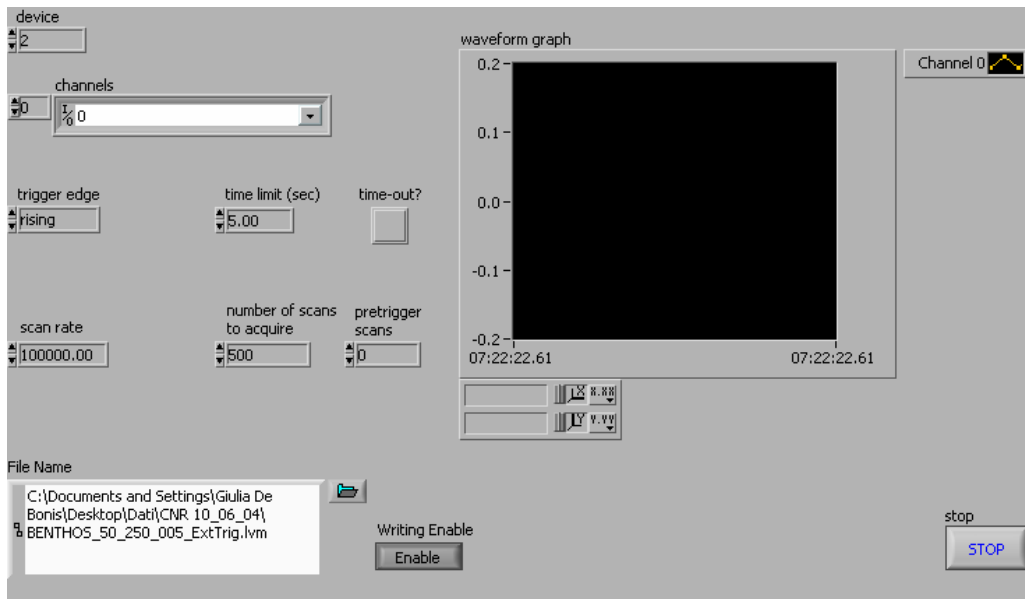 device
2
waveform graph
0.2
0.1
0.0
-0.1
-0.2
07:22:22.61
07:22:22.61
Channel 0
channels
0
I/O 0
trigger edge
rising
time limit (sec)
5.00
time-out?
scan rate
100000.00
number of scans
to acquire
500
pretrigger
scans
0
X X.XX
Y Y.YY
File Name
C:\Documents and Settings\Giulia De
Bonis\Desktop\Dati\CNR 10_06_04\
BENTHOS_50_250_005_ExtTrig.lvm
Writing Enable
Enable
stop
STOP